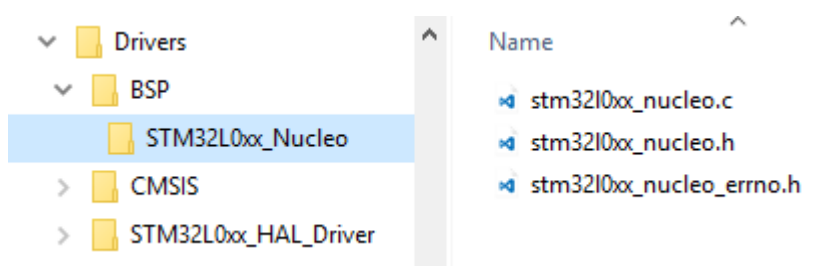 Drivers
BSP
STM32L0xx_Nucleo
CMSIS
STM32L0xx_HAL_Driver
Name
stm32l0xx_nucleo.c
stm32l0xx_nucleo.h
stm32l0xx_nucleo_errno.h